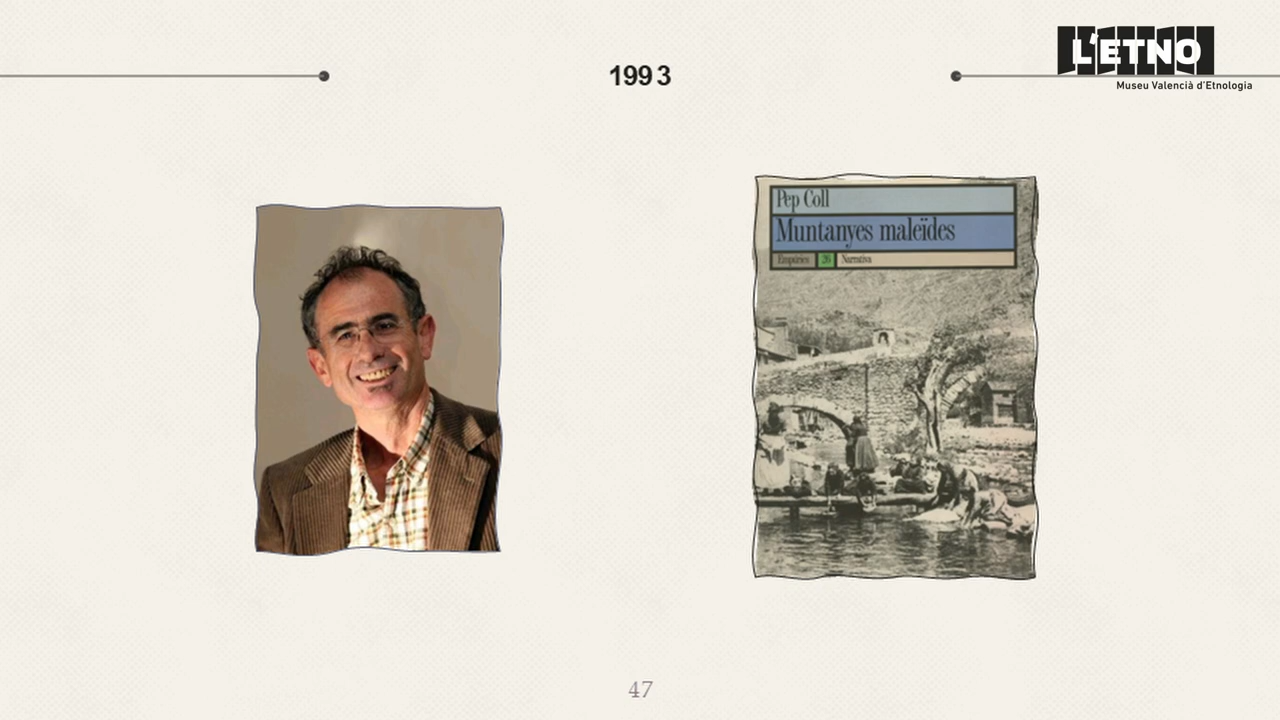 1993
L'ETNO
Museu Valencià d'Etnologia
Pep Coll
Muntanyes maleïdes
Empúries 26 Narrativa
47